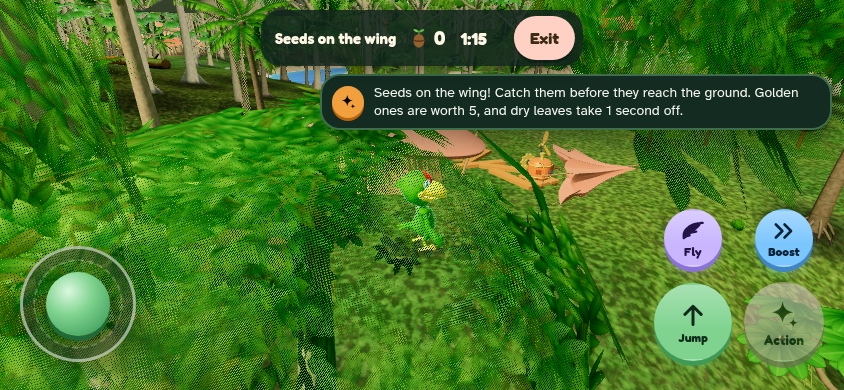 Seeds on the wing 0 1:15 Exit
Seeds on the wing! Catch them before they reach the ground. Golden
ones are worth 5, and dry leaves take 1 second off.
Fly
Boost
Jump
Action